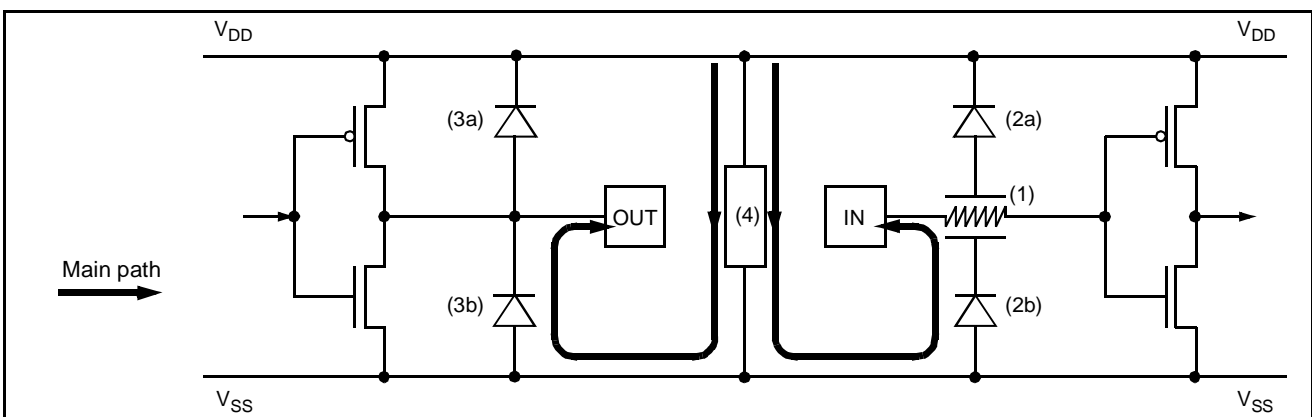 VDD
VDD
(3a)
(2a)
(1)
OUT
(4)
IN
Main path
(3b)
(2b)
VSS
VSS